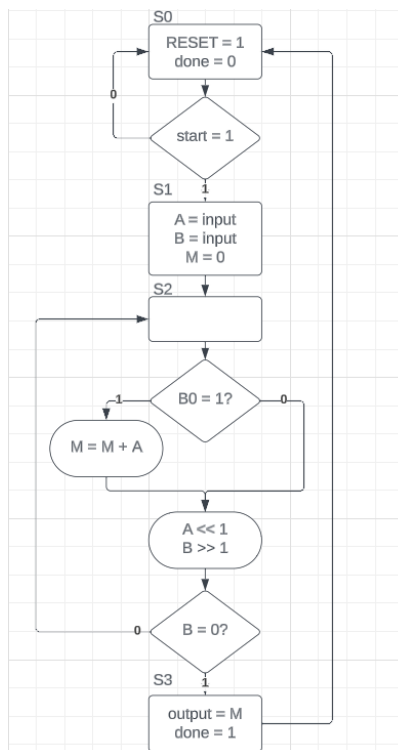 S0
RESET = 1
done = 0
0
start = 1
1
S1
A = input
B = input
M = 0
S2
B0 = 1?
1
0
M = M + A
A << 1
B >> 1
B = 0?
0
1
S3
output = M
done = 1